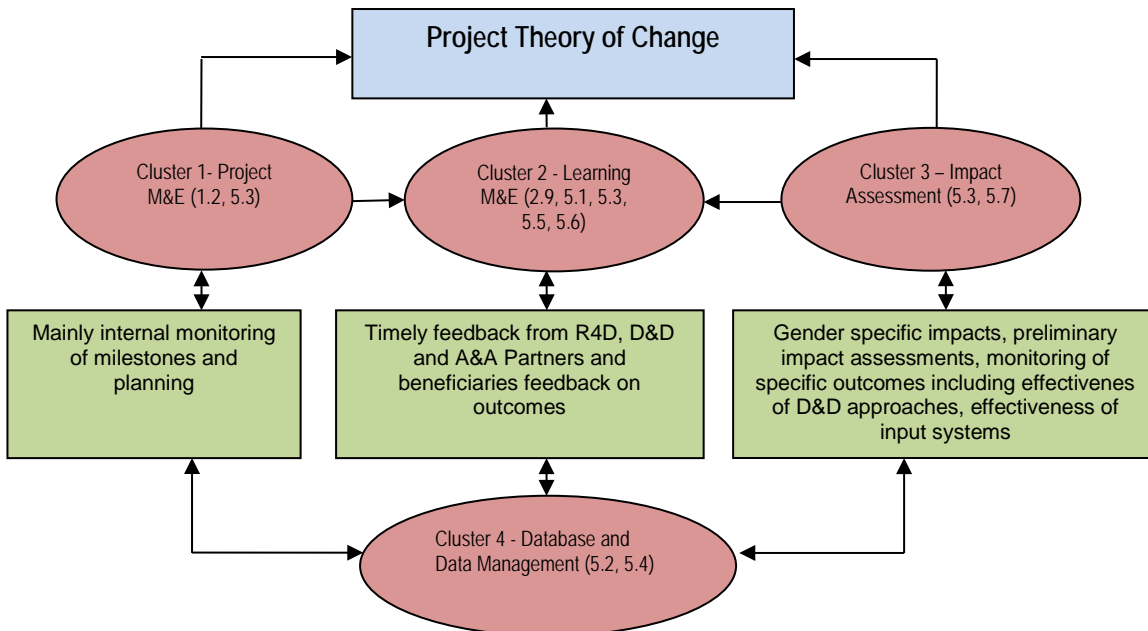 Project Theory of Change
Cluster 1- Project
M&E (1.2, 5.3)
Cluster 2 - Learning
M&E (2.9, 5.1, 5.3,
5.5, 5.6)
Cluster 3 – Impact
Assessment (5.3, 5.7)
Mainly internal monitoring
of milestones and
planning
Timely feedback from R4D, D&D
and A&A Partners and
beneficiaries feedback on
outcomes
Gender specific impacts, preliminary
impact assessments, monitoring of
specific outcomes including effectivenes
of D&D approaches, effectiveness of
input systems
Cluster 4 - Database and
Data Management (5.2, 5.4)